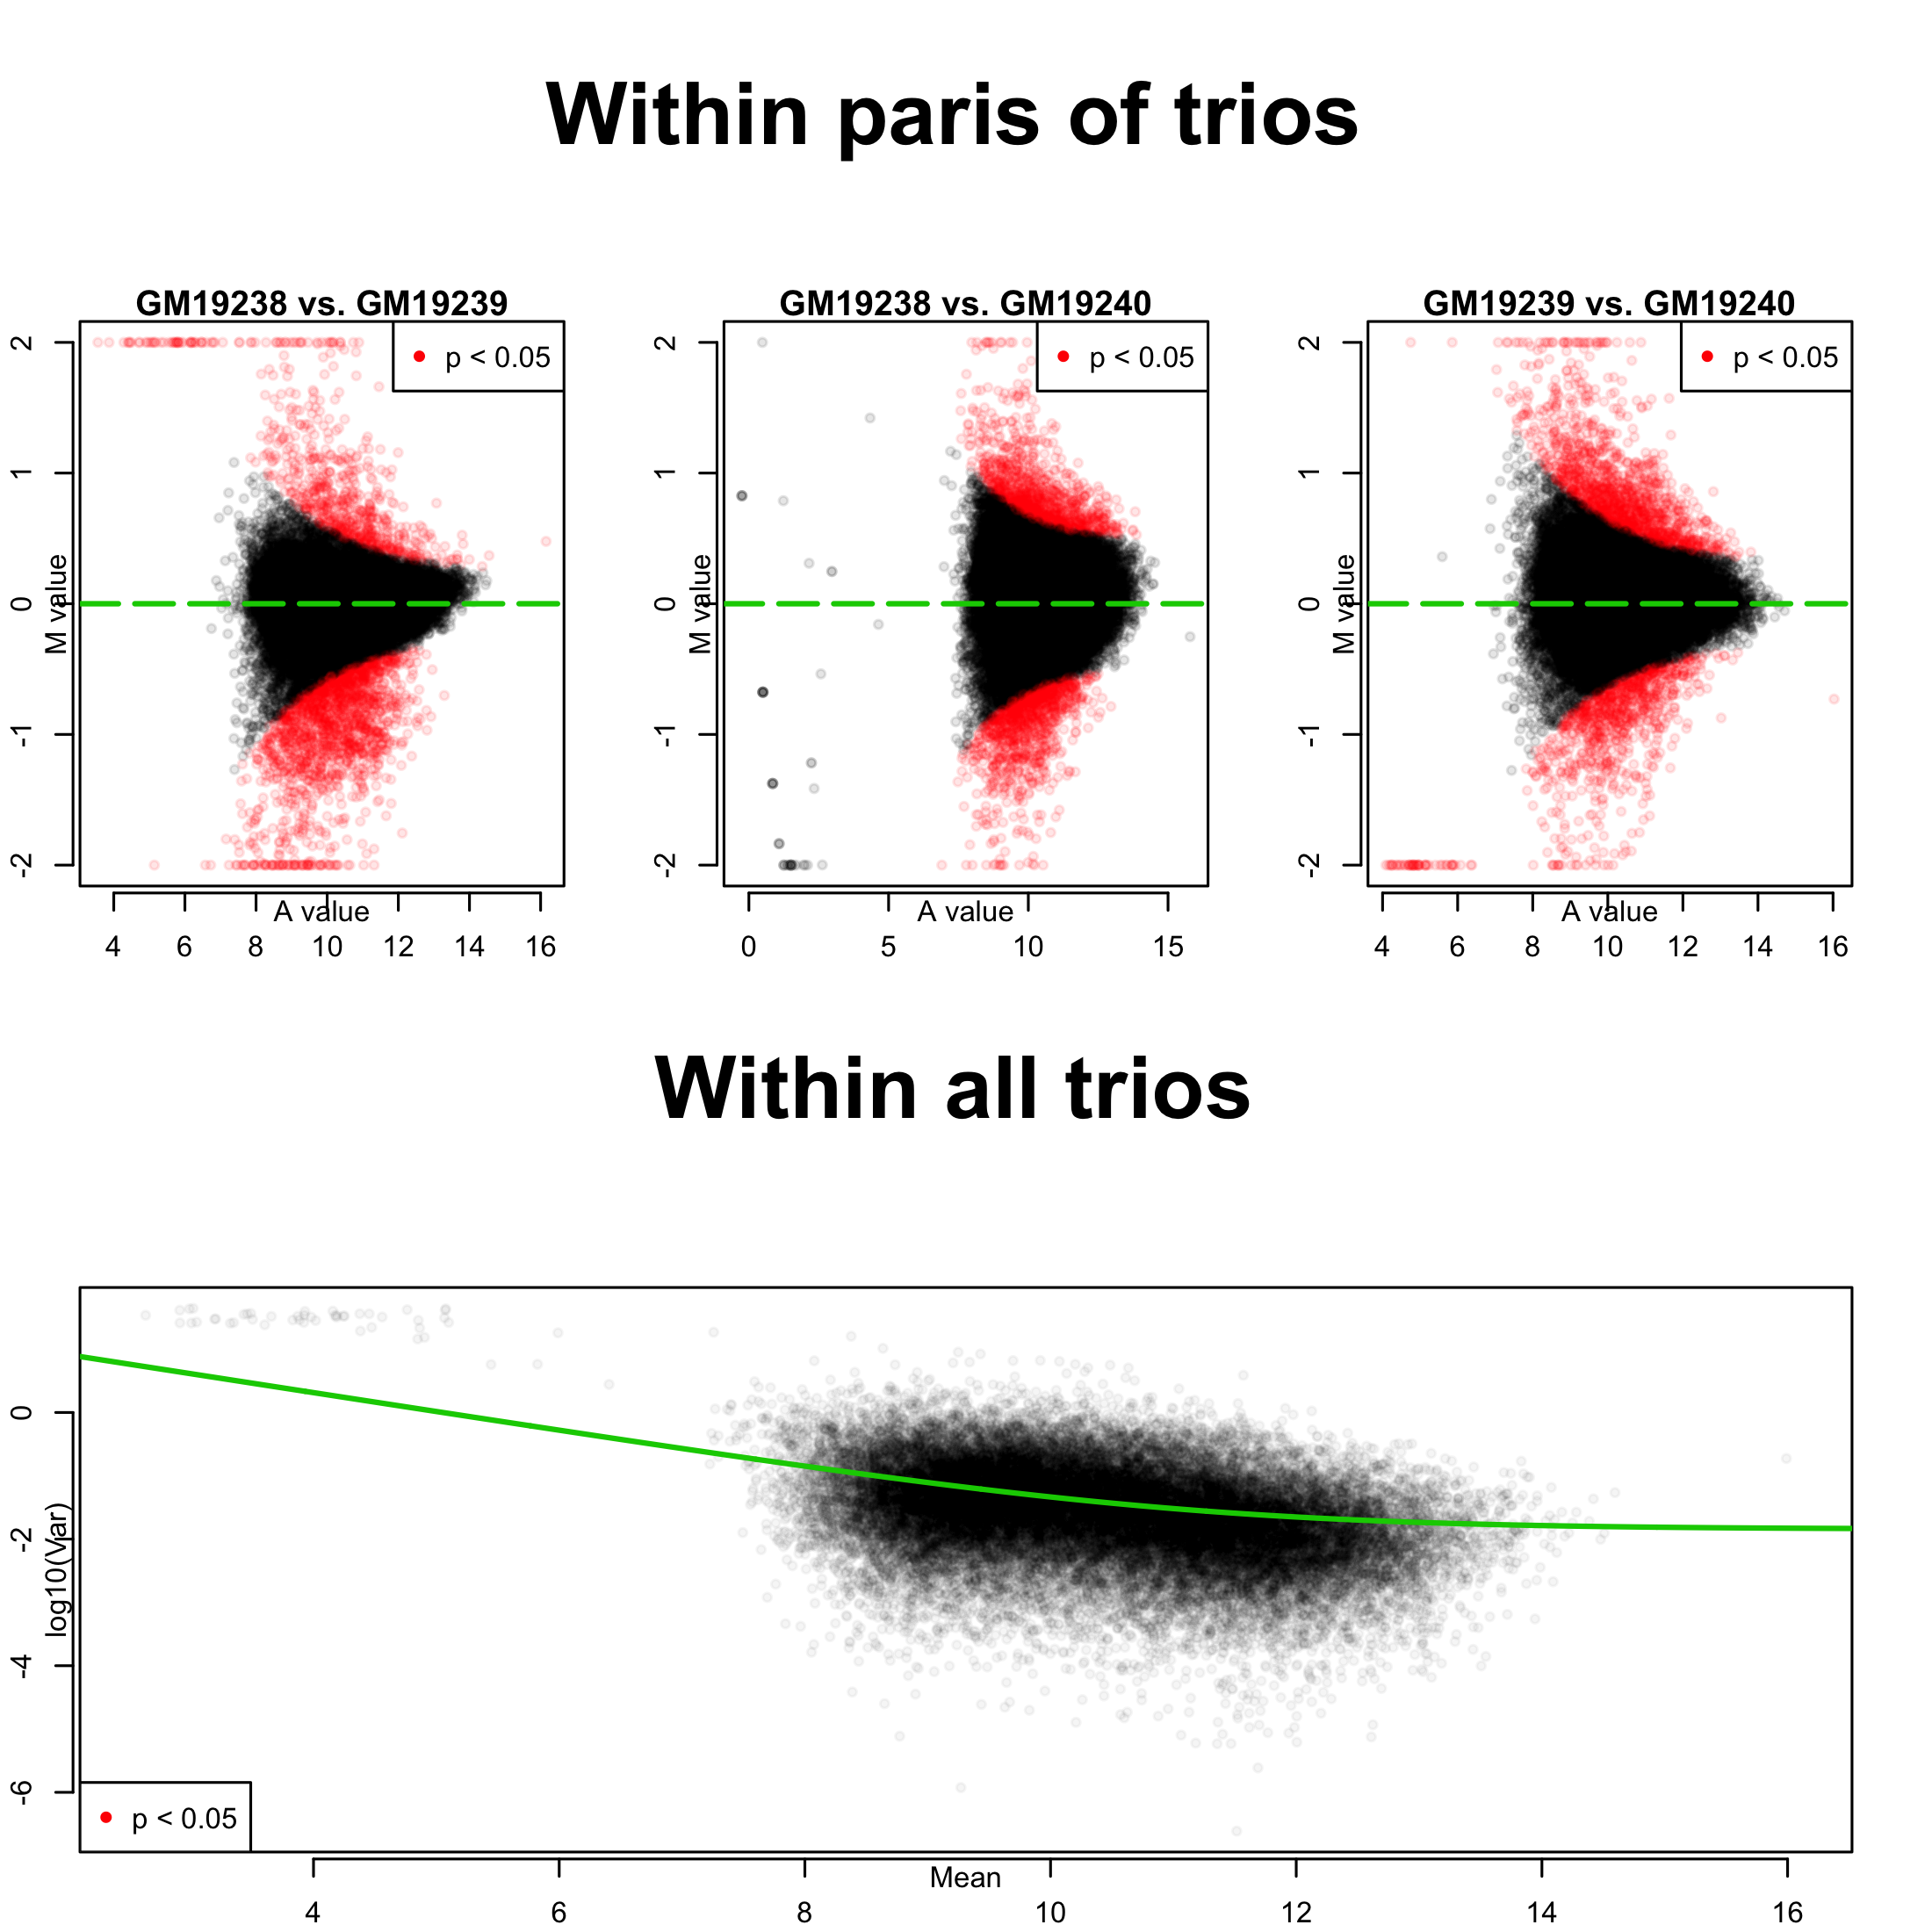 Within paris of trios
GM19238 vs. GM19239
p < 0.05
M value
2
1
0
-1
-2
A value
4 6 8 10 12 14 16
GM19238 vs. GM19240
p < 0.05
M value
2
1
0
-1
-2
A value
0 5 10 15
GM19239 vs. GM19240
p < 0.05
M value
2
1
0
-1
-2
A value
4 6 8 10 12 14 16
Within all trios
log10(Var)
0
-2
-4
-6
p < 0.05
Mean
4 6 8 10 12 14 16